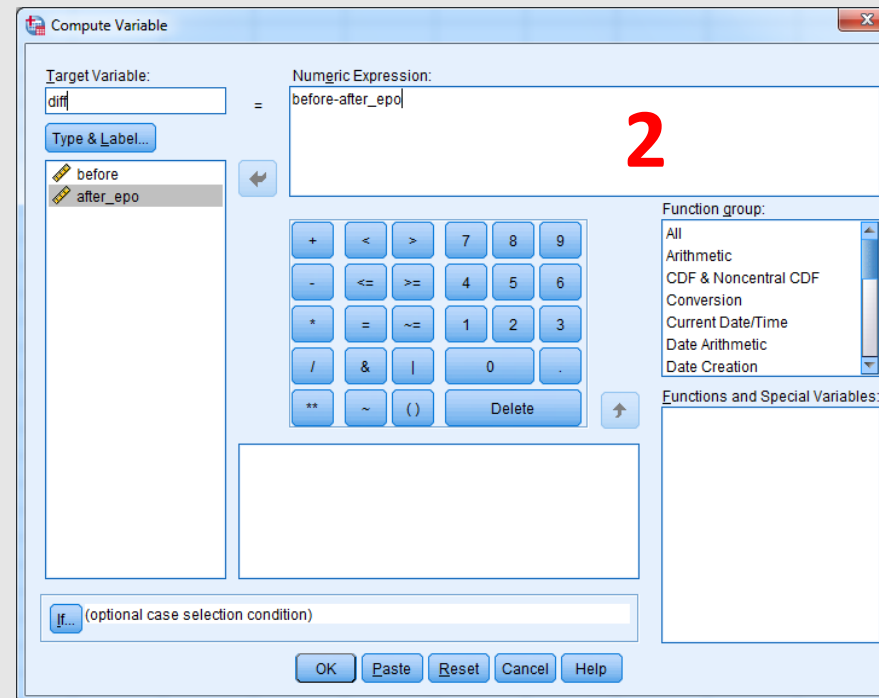 Compute Variable
x
Target Variable:
diff
=
Numeric Expression:
before-after_epo
2
Type & Label...
before
after_epo
+ < > 7 8 9
- <= >= 4 5 6
* = ~= 1 2 3
/ & | 0 .
** ~ ( ) Delete
Function group:
All
Arithmetic
CDF & Noncentral CDF
Conversion
Current Date/Time
Date Arithmetic
Date Creation
Functions and Special Variables:
If... (optional case selection condition)
OK Paste Reset Cancel Help